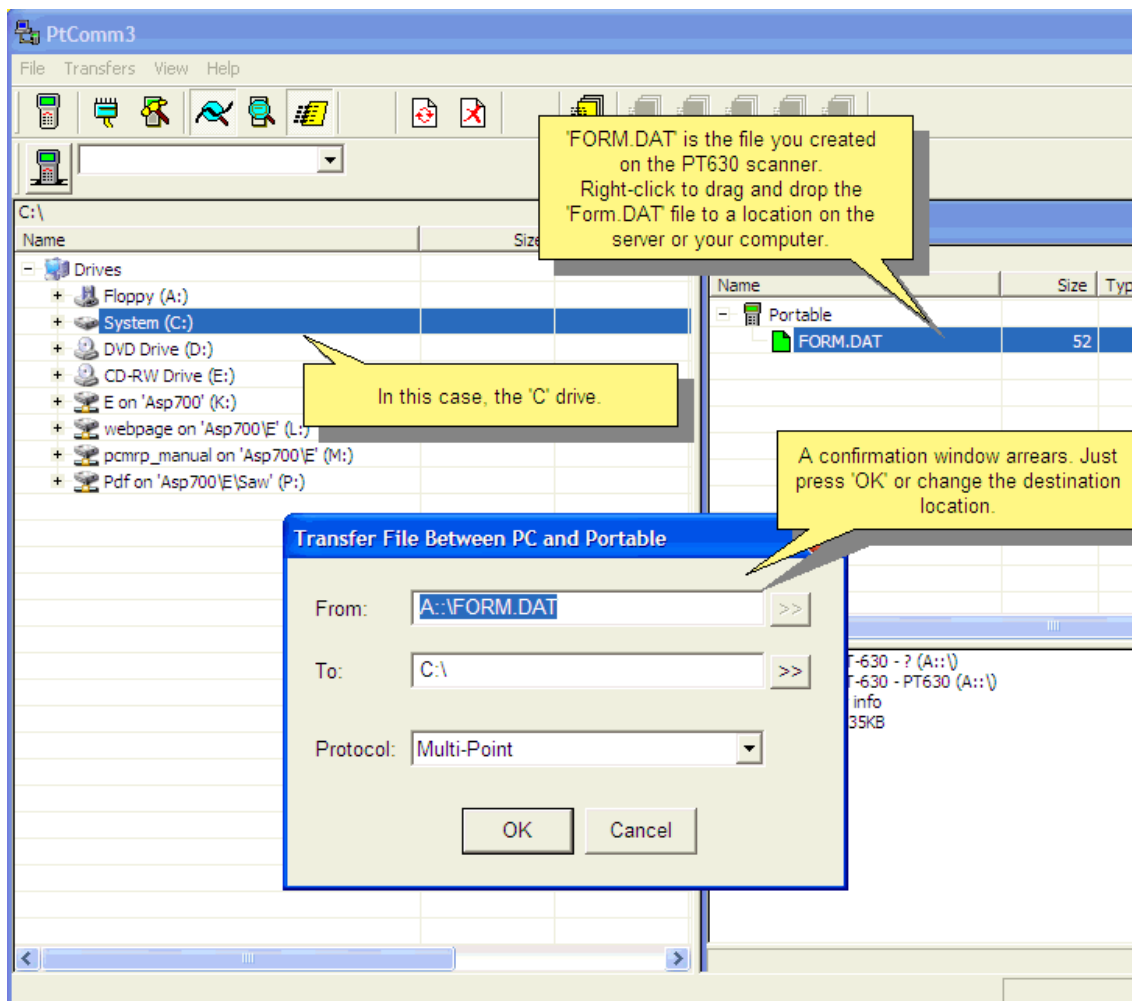 PtComm3
File Transfers View Help
'FORM.DAT' is the file you created
on the PT630 scanner.
Right-click to drag and drop the
'Form.DAT' file to a location on the
server or your computer.
C:\
Name Size
Drives
Floppy (A:)
System (C:)
DVD Drive (D:)
CD-RW Drive (E:)
E on 'Asp700' (K:)
webpage on 'Asp700\E' (L:)
pcmrp_manual on 'Asp700\E' (M:)
Pdf on 'Asp700\E\Saw' (P:)
In this case, the 'C' drive.
Name Size Typ
Portable
FORM.DAT 52
A confirmation window arrears. Just
press 'OK' or change the destination
location.
Transfer File Between PC and Portable
From: A::\FORM.DAT >>
To: C:\ >>
Protocol: Multi-Point
OK Cancel
T-630 - ? (A::\)
T-630 - PT630 (A::\)
info
35KB